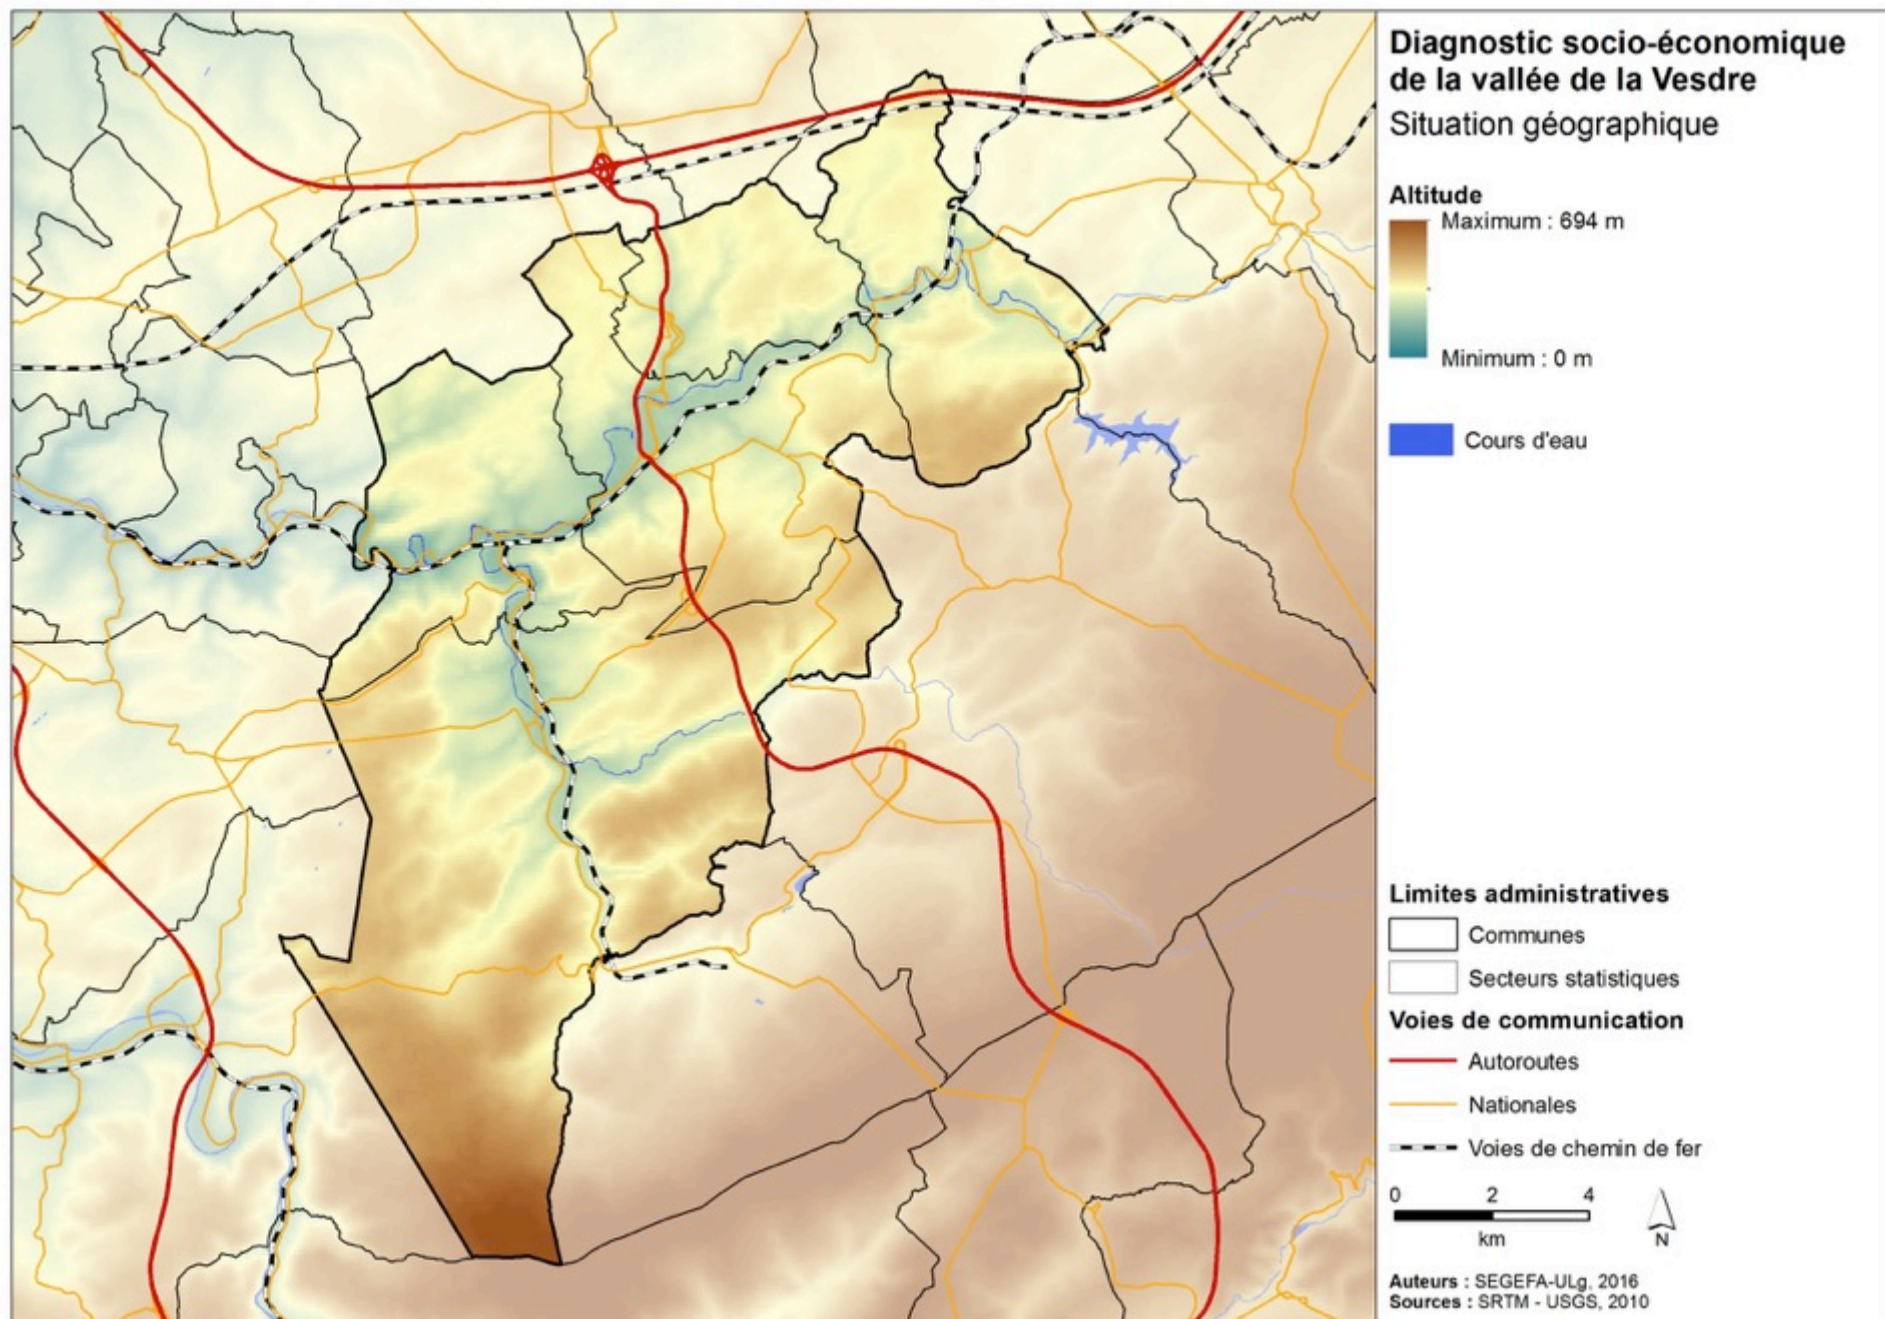 Diagnostic socio-économique
de la vallée de la Vesdre
Situation géographique
Altitude
Maximum : 694 m
Minimum : 0 m
Cours d'eau
Limites administratives
Communes
Secteurs statistiques
Voies de communication
Autoroutes
Nationales
Voies de chemin de fer
0 2 4
km
N
Auteurs : SEGEFA-ULg, 2016
Sources : SRTM - USGS, 2010